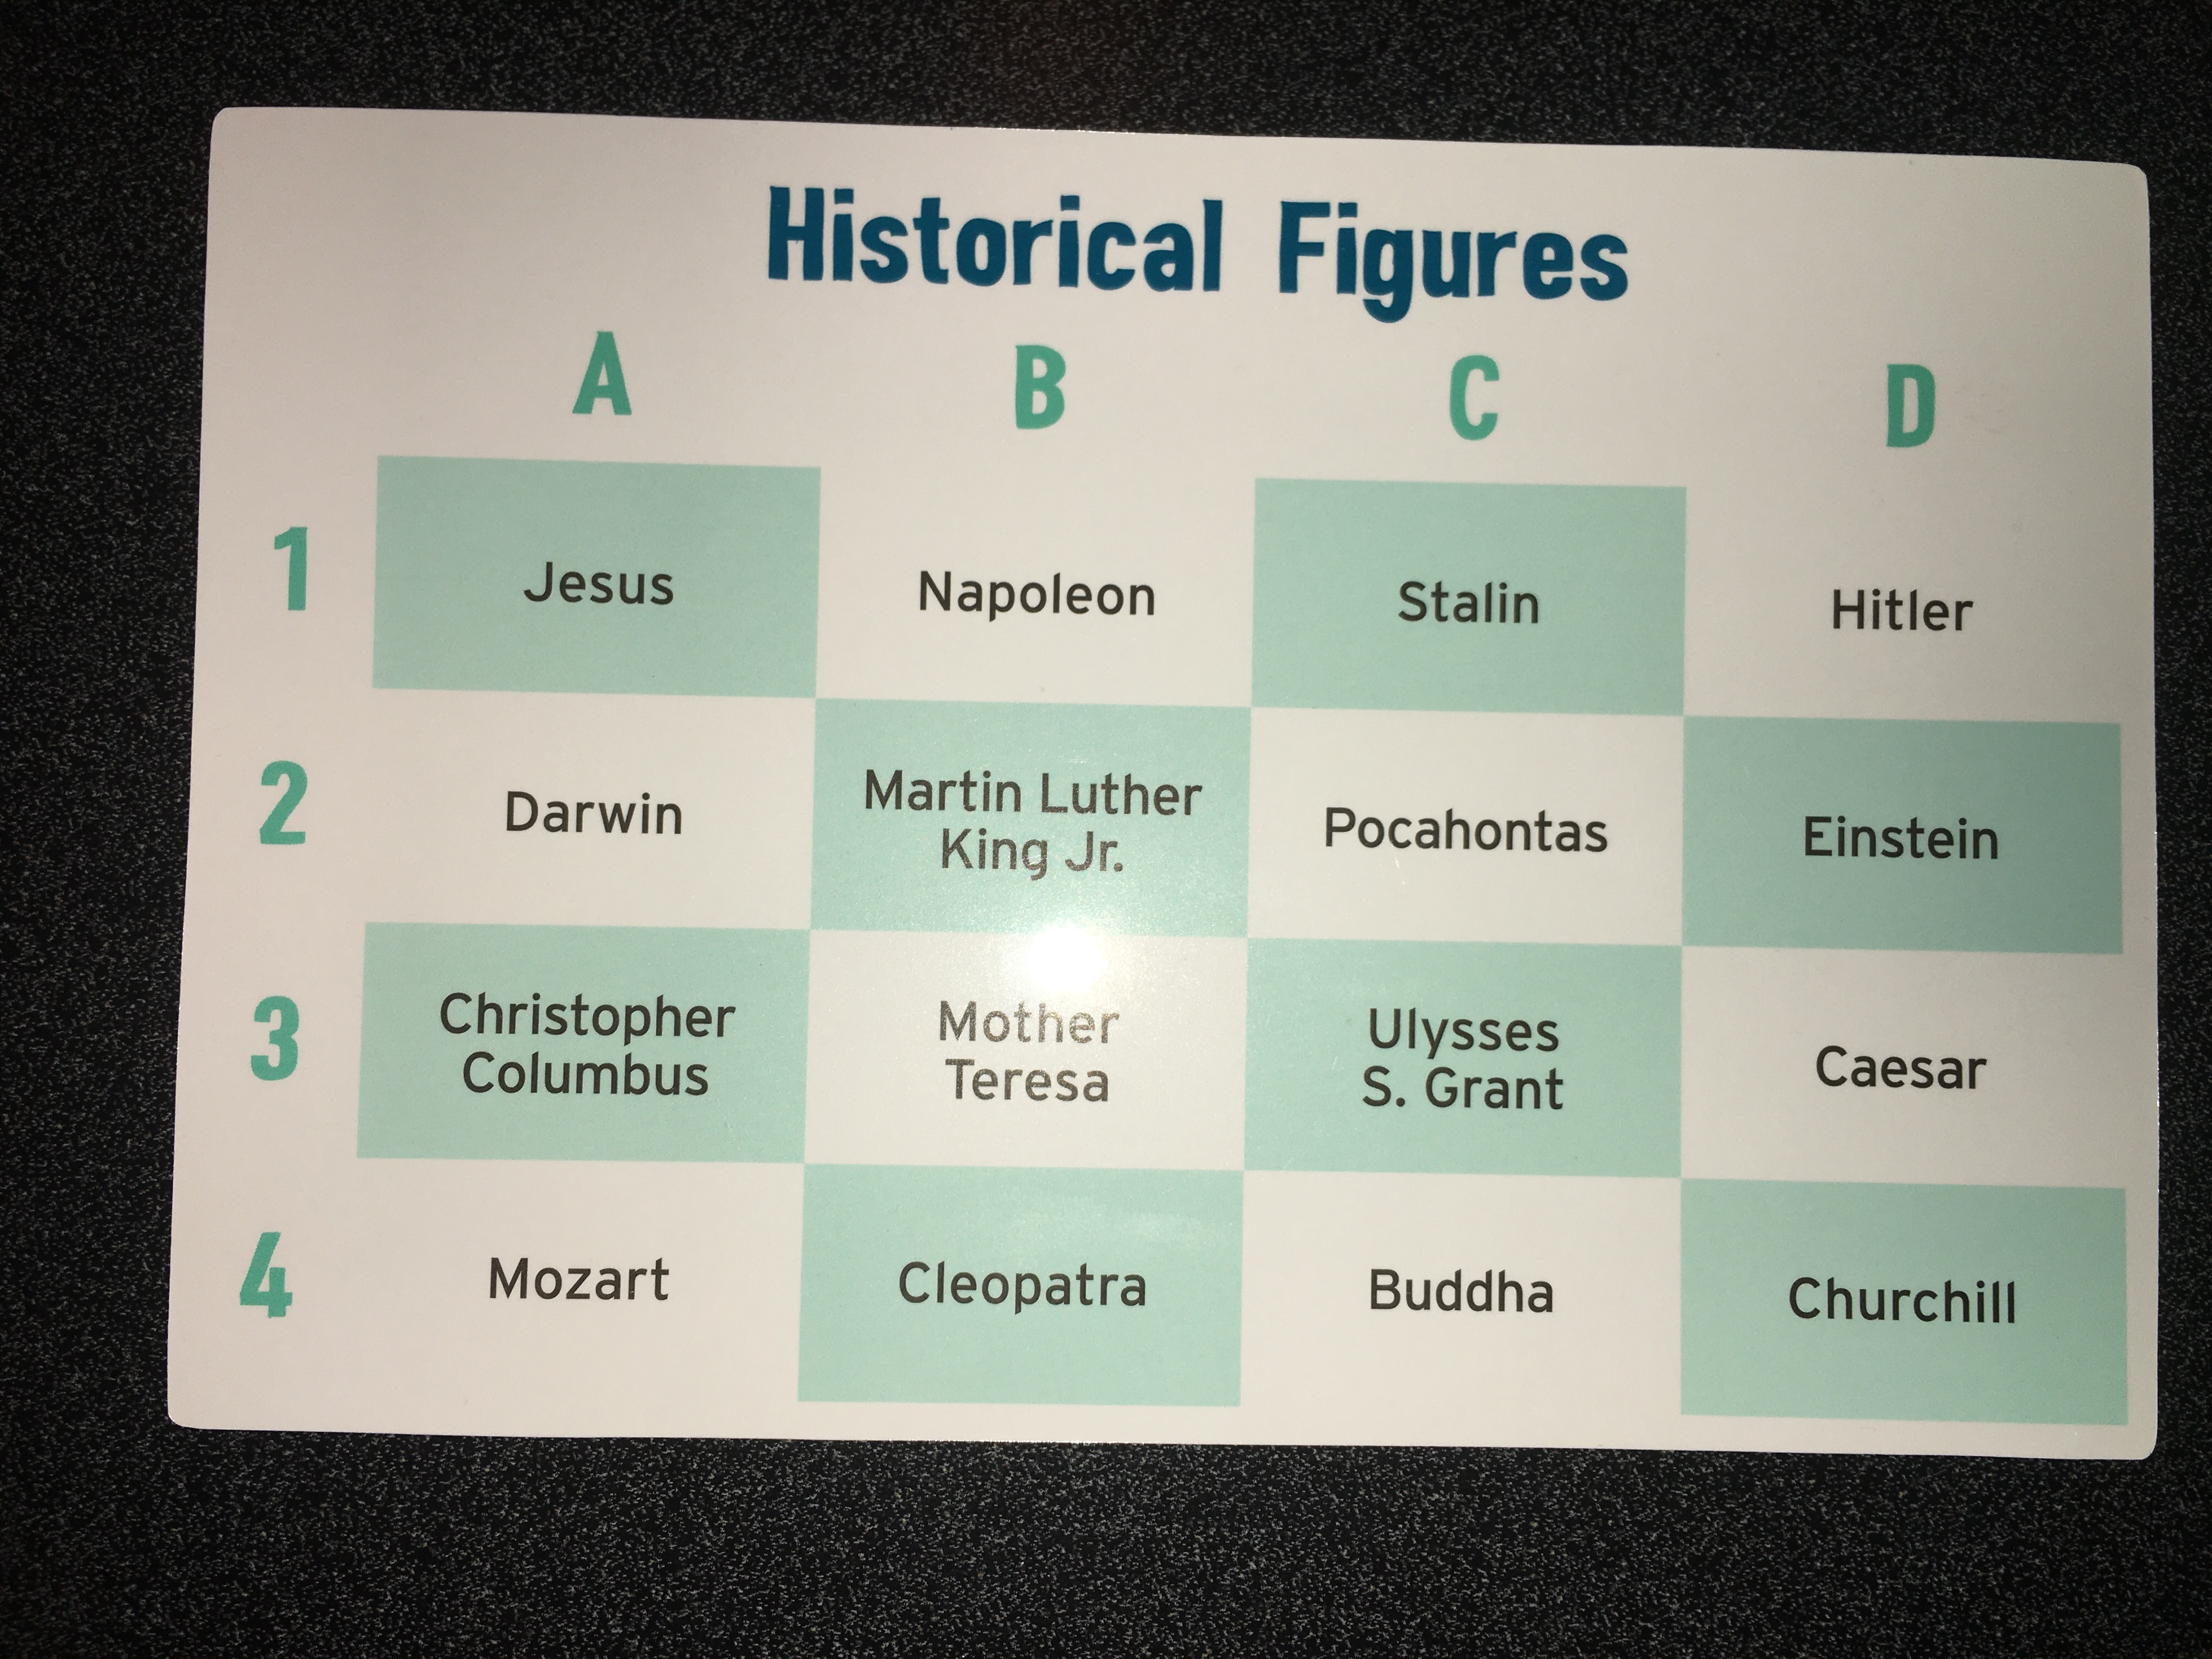 Historical Figures
A B C D
1 Jesus Napoleon Stalin Hitler
2 Darwin Martin Luther King Jr. Pocahontas Einstein
3 Christopher Columbus Mother Teresa Ulysses S. Grant Caesar
4 Mozart Cleopatra Buddha Churchill